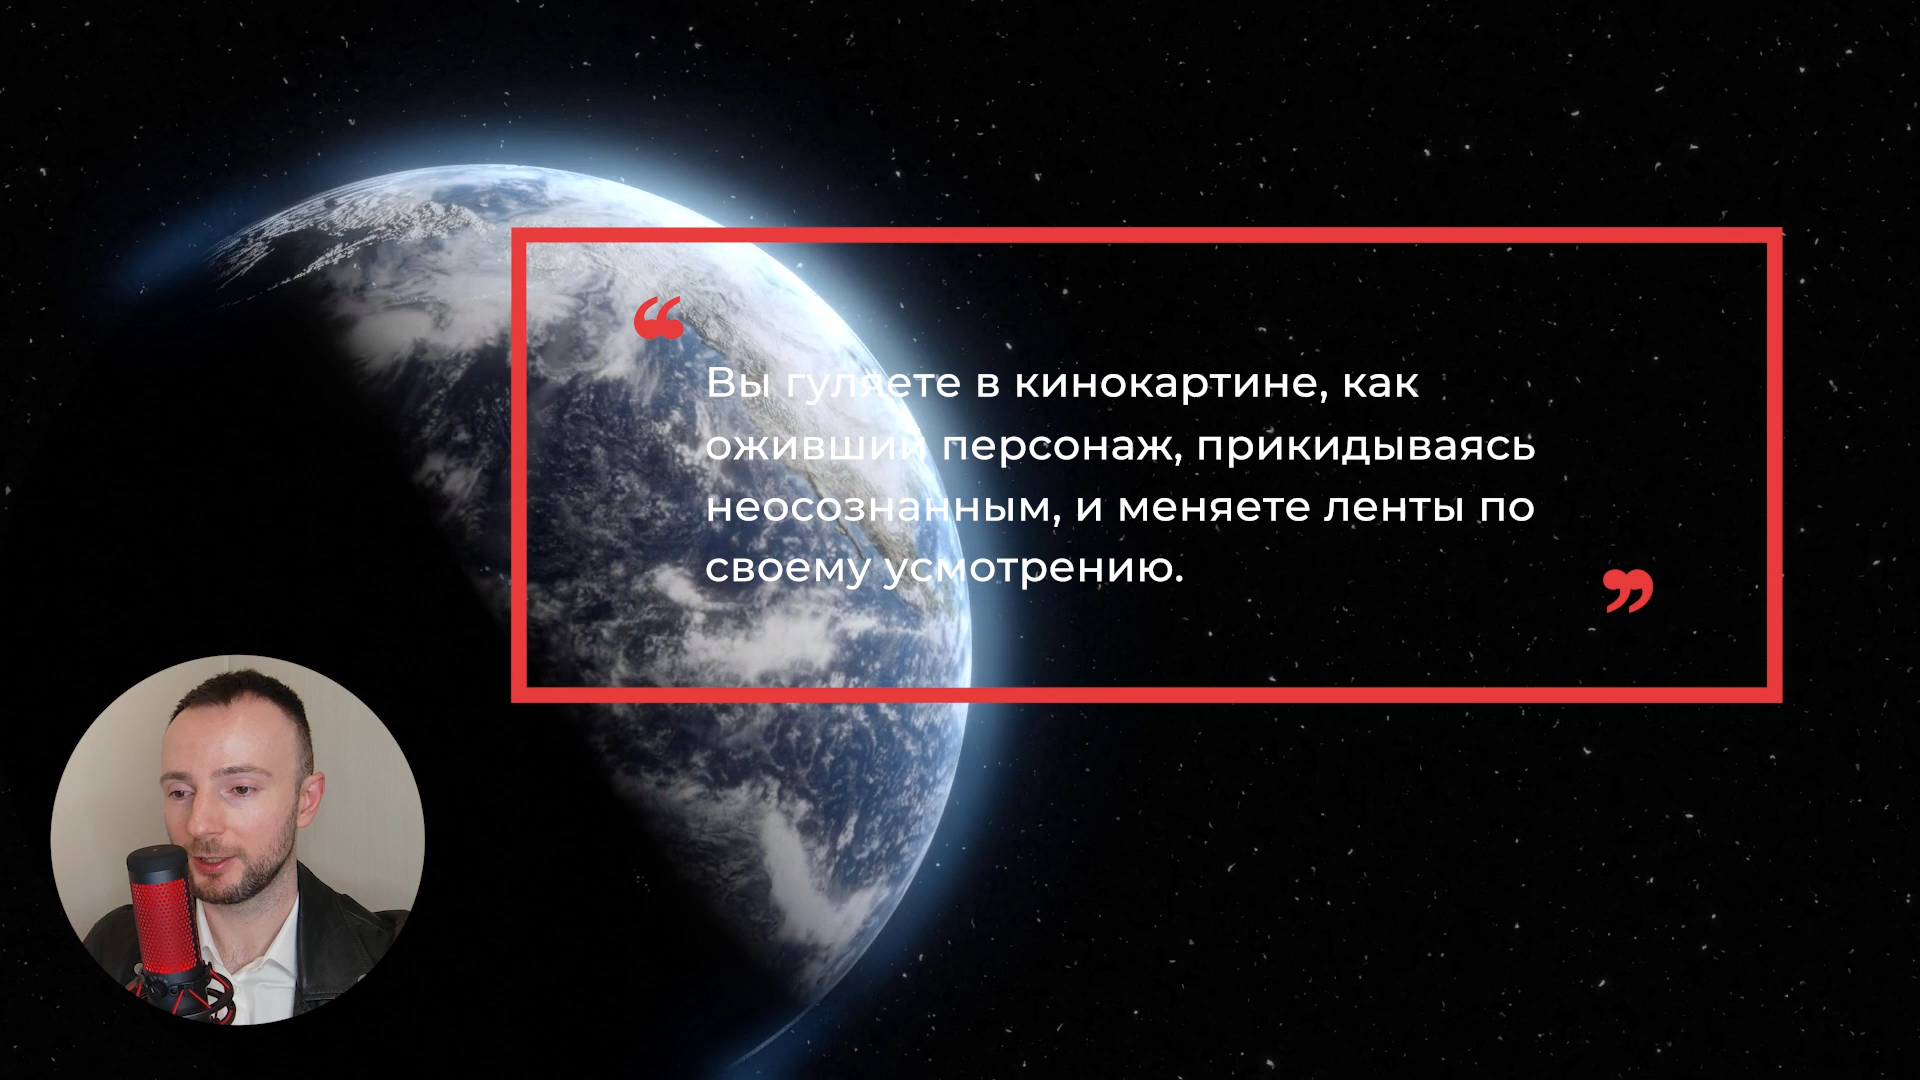 “
Вы гуляете в кинокартине, как
оживший персонаж, прикидываясь
неосознанным, и меняете ленты по
своему усмотрению.
”